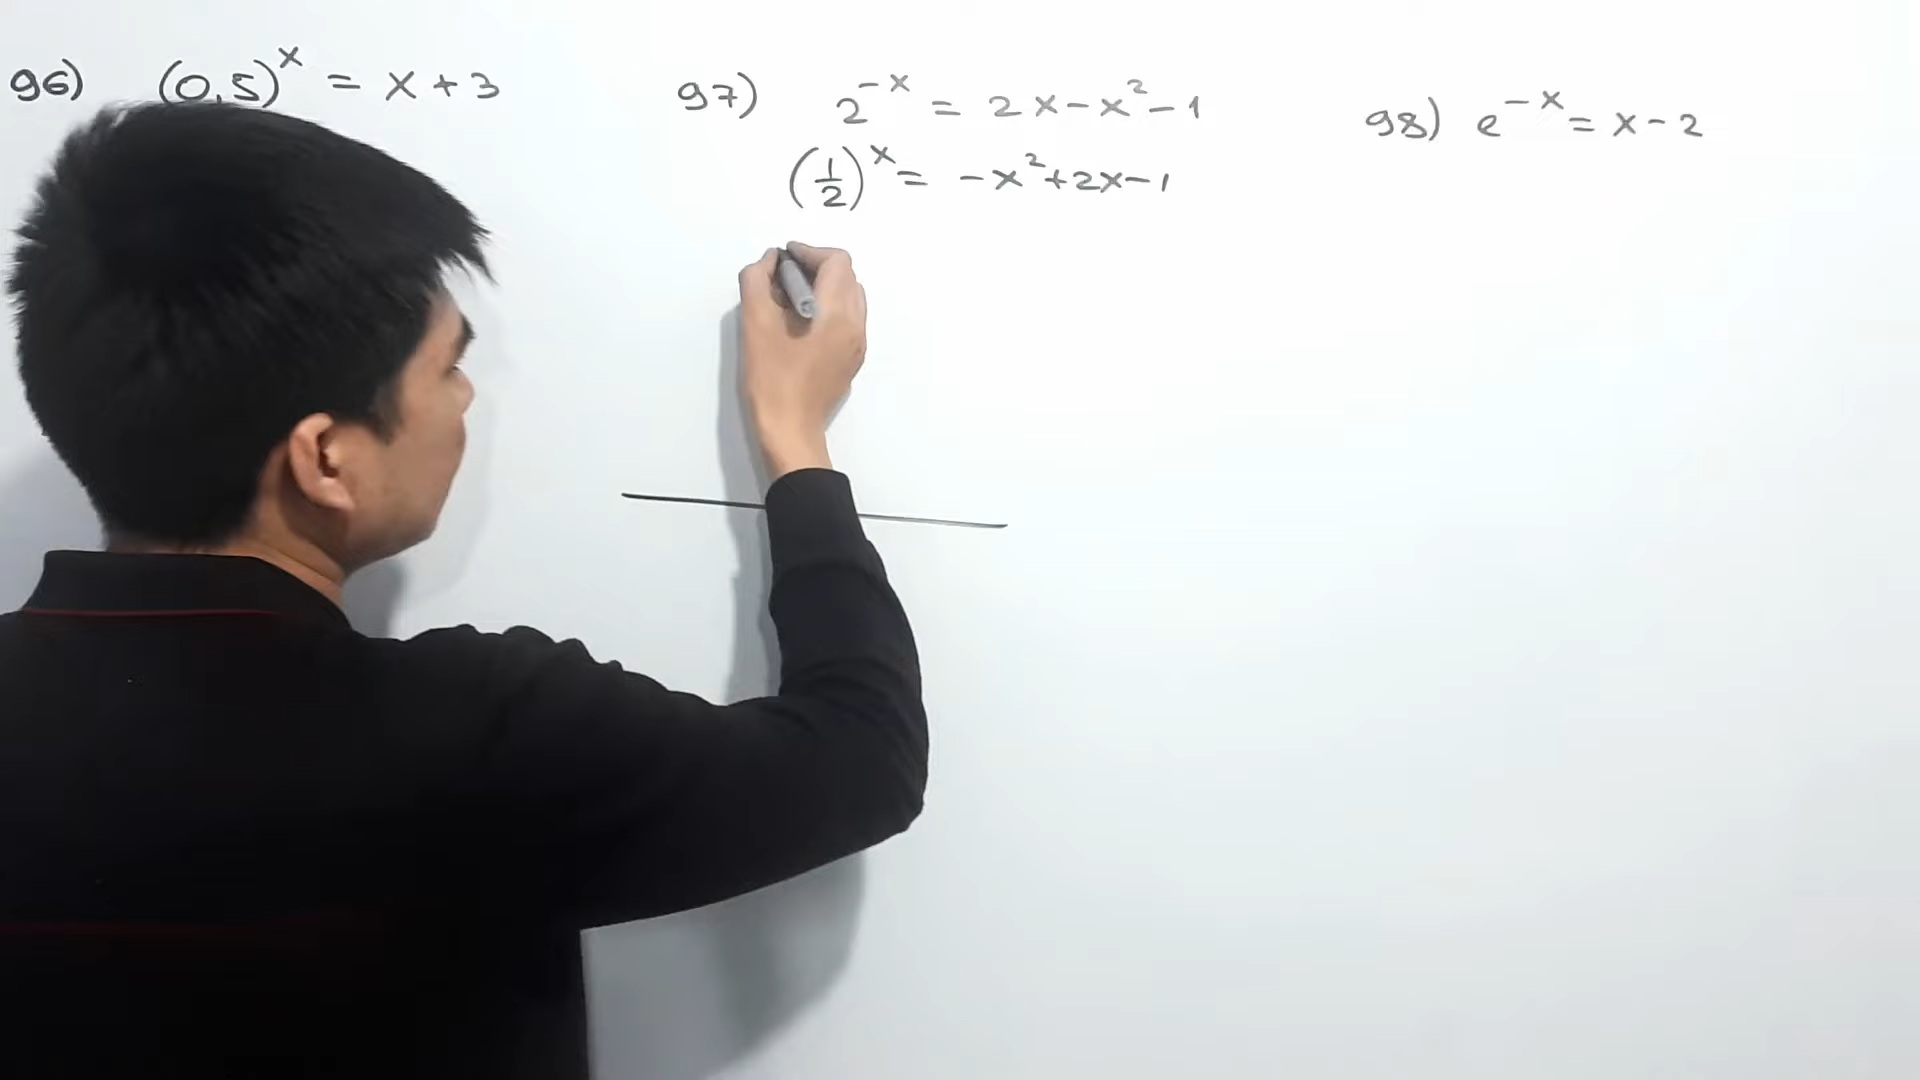 96) (0,5)^x = x + 3
97) 2^-x = 2x - x^2 - 1
(1/2)^x = -x^2 + 2x - 1
98) e^-x = x - 2